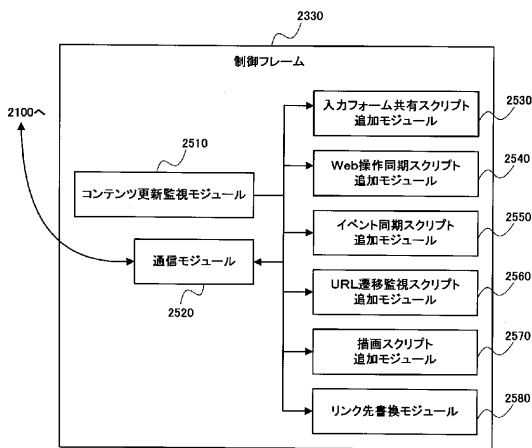 2330
制御フレーム
2100へ
2510
コンテンツ更新監視モジュール
通信モジュール
2520
入力フォーム共有スクリプト
追加モジュール
2530
Web操作同期スクリプト
追加モジュール
2540
イベント同期スクリプト
追加モジュール
2550
URL遷移監視スクリプト
追加モジュール
2560
描画スクリプト
追加モジュール
2570
リンク先書換モジュール
2580